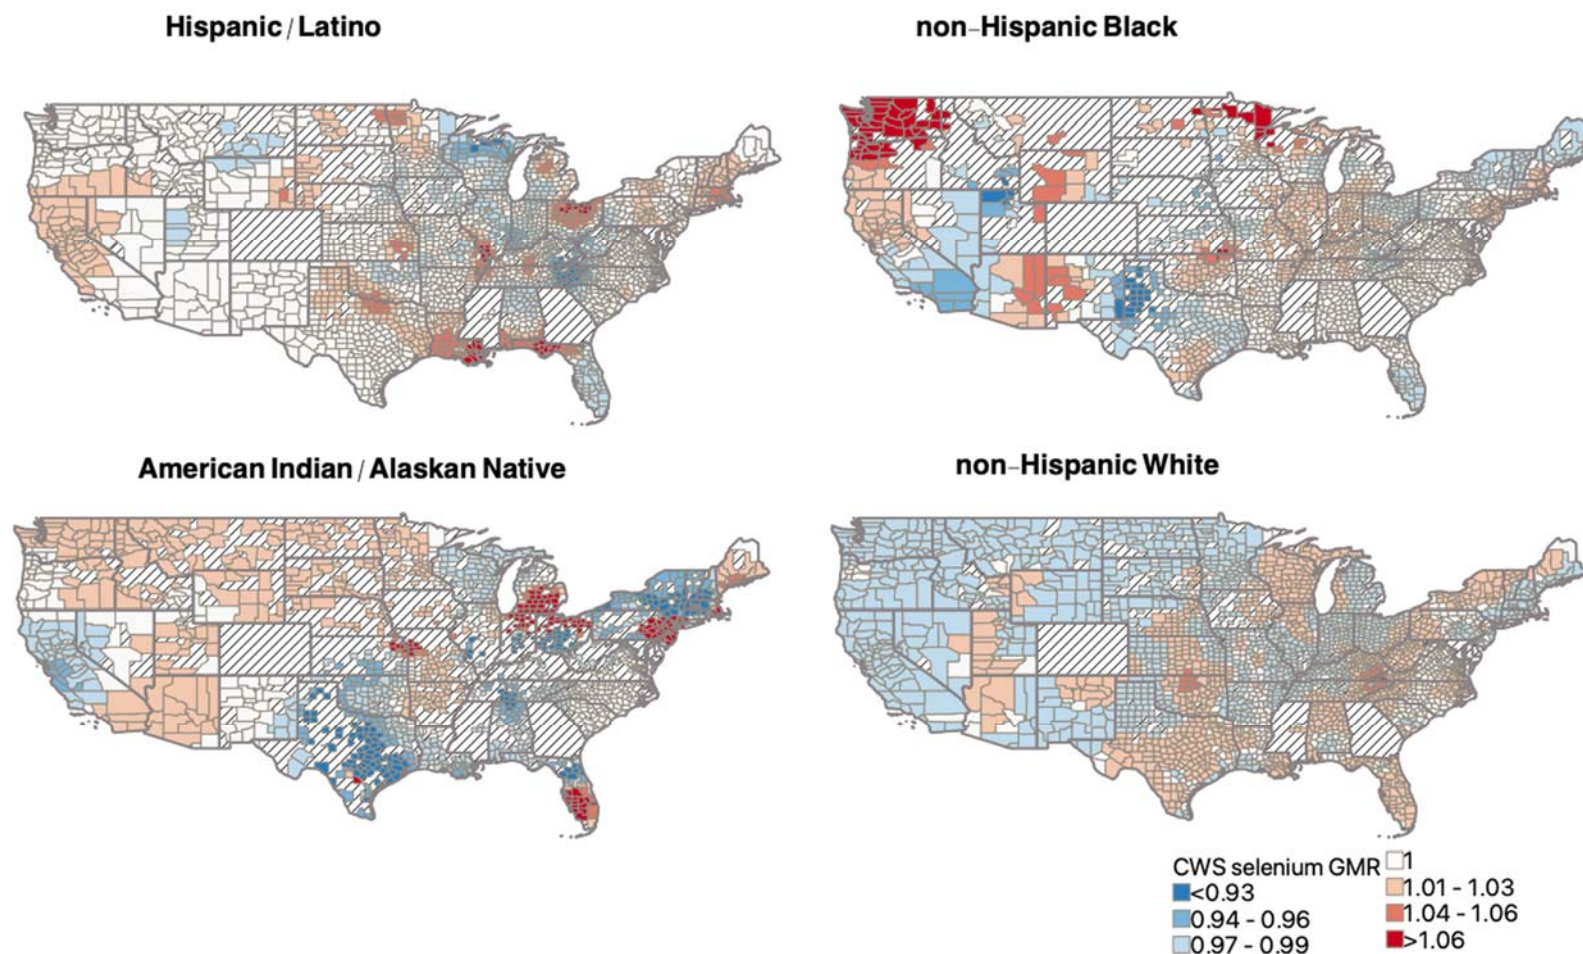 Hispanic / Latino
non-Hispanic Black
American Indian / Alaskan Native
non-Hispanic White
CWS selenium GMR
<0.93
0.94 - 0.96
0.97 - 0.99
1
1.01 - 1.03
1.04 - 1.06
>1.06